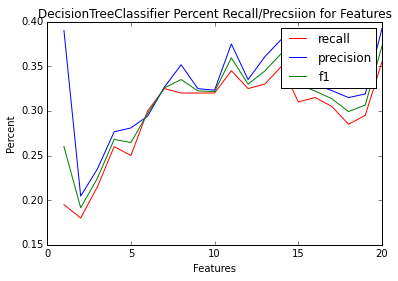 DecisionTreeClassifier Percent Recall/Precsiion for Features
0.40
0.35
0.30
0.25
0.20
0.15
Percent
0
5
10
15
20
Features
recall
precision
f1